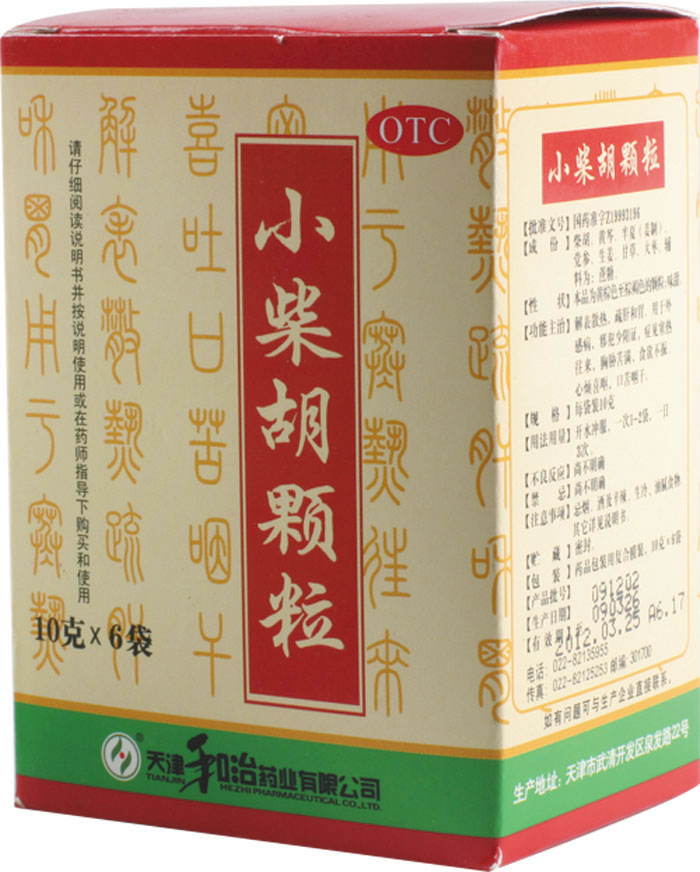 OTC
小柴胡颗粒
请仔细阅读说明书并按说明使用或在药师指导下购买和使用
10克×6袋
天津和治药业有限公司
TIANJIN HEZHI PHARMACEUTICAL CO.,LTD.
小柴胡颗粒
【批准文号】国药准字Z19993196
【成 份】柴胡、黄芩、半夏（姜制）、
党参、生姜、甘草、大枣。辅
料为：蔗糖。
【性 状】本品为黄棕色至棕褐色的颗粒；味甜。
【功能主治】解表散热，疏肝和胃。用于外
感病，邪犯少阳证，症见寒热
往来、胸胁苦满、食欲不振、
心烦喜呕、口苦咽干。
【规 格】每袋装10克
【用法用量】开水冲服。一次1-2袋，一日
3次。
【不良反应】尚不明确
【禁 忌】尚不明确
【注意事项】忌烟、酒及辛辣、生冷、油腻食物。
其它详见说明书。
【贮 藏】密封。
【包 装】药品包装用复合膜装，10克×6袋
【产品批号】091202
【生产日期】090326
【有效期】2012.03.25 A6.17
电话：022-82135955
传真：022-82125253 邮编：301700
如有问题可与生产企业直接联系。
生产地址：天津市武清开发区泉发路22号